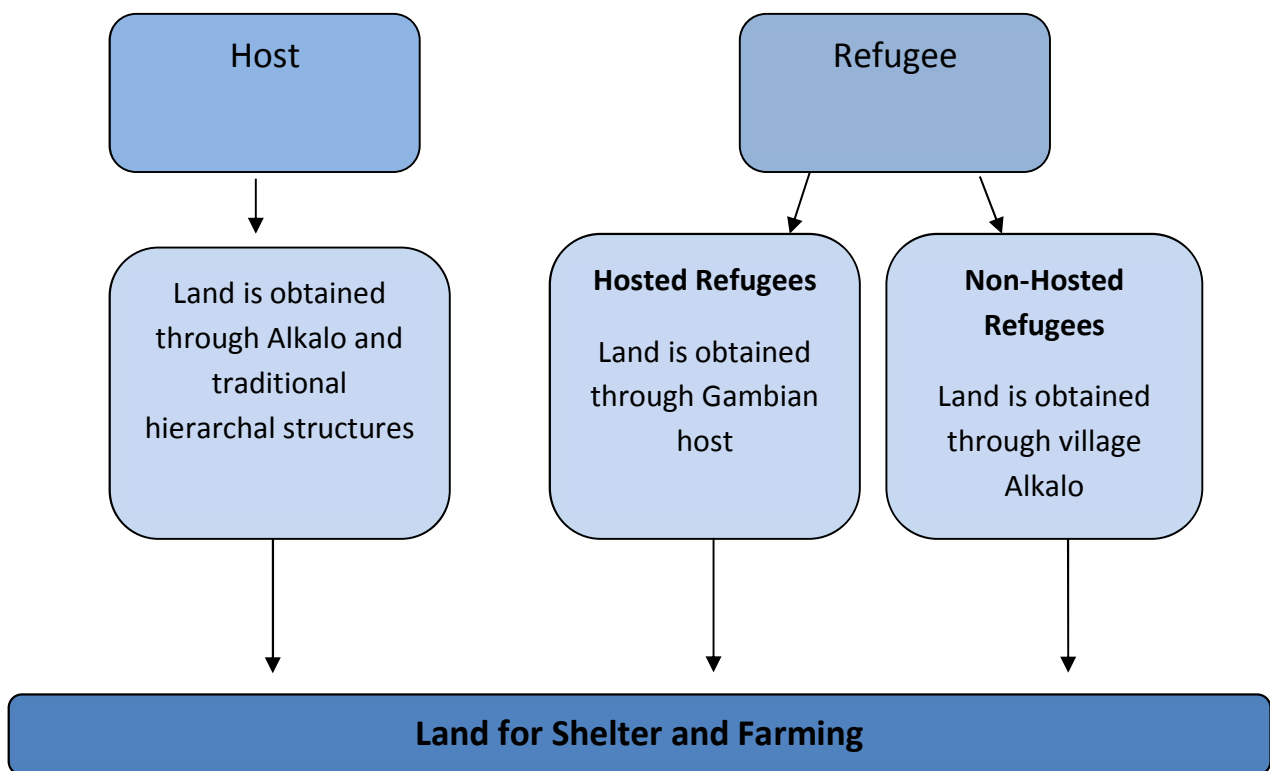 Host
Refugee
Land is obtained
through Alkalo and
traditional
hierarchal structures
Hosted Refugees
Land is obtained
through Gambian
host
Non-Hosted
Refugees
Land is obtained
through village
Alkalo
Land for Shelter and Farming